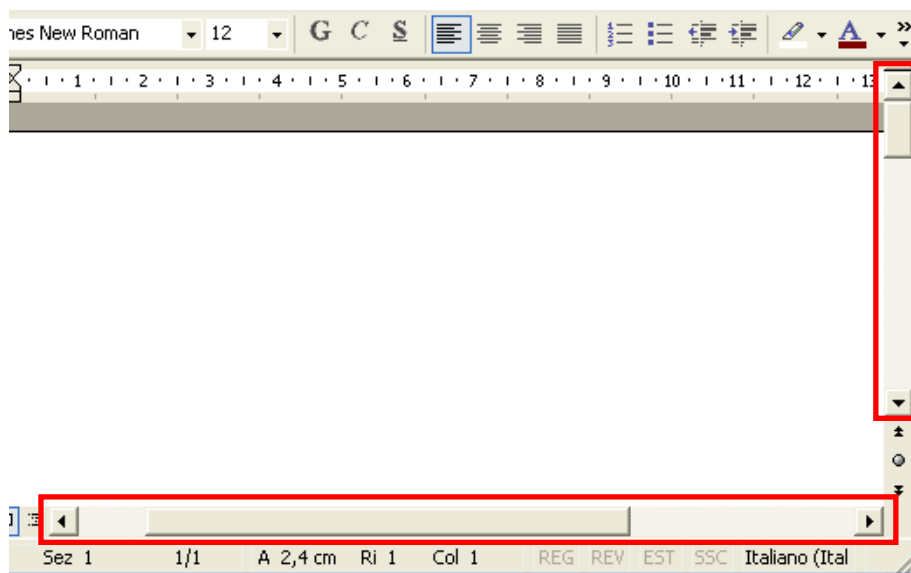 nes New Roman 12 G C S A
1 2 3 4 5 6 7 8 9 10 11 12 13
Sez 1 1/1 A 2,4 cm Ri 1 Col 1 REG REV EST SSC Italiano (Ital